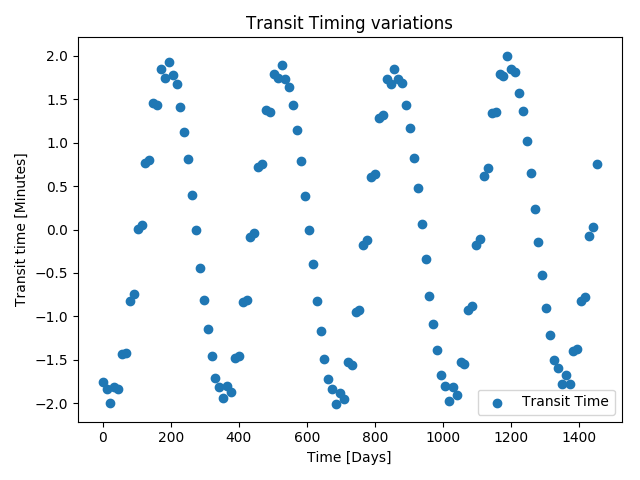 Transit Timing variations
Transit time [Minutes]
2.0
1.5
1.0
0.5
0.0
−0.5
−1.0
−1.5
−2.0
Transit Time
0 200 400 600 800 1000 1200 1400
Time [Days]